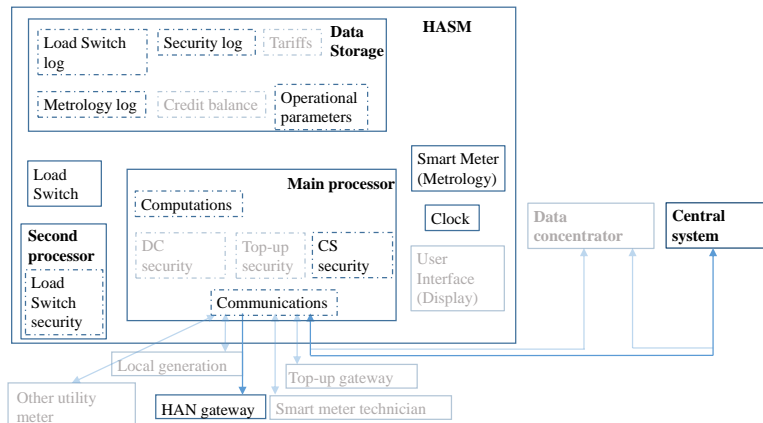 HASM
Data
Storage
Load Switch
log
Security log
Tariffs
Metrology log
Credit balance
Operational
parameters
Load
Switch
Main processor
Computations
DC
security
Top-up
security
CS
security
Communications
Smart Meter
(Metrology)
Clock
User
Interface
(Display)
Second
processor
Load
Switch
security
Data
concentrator
Central
system
Local generation
Top-up gateway
Other utility
meter
HAN gateway
Smart meter technician